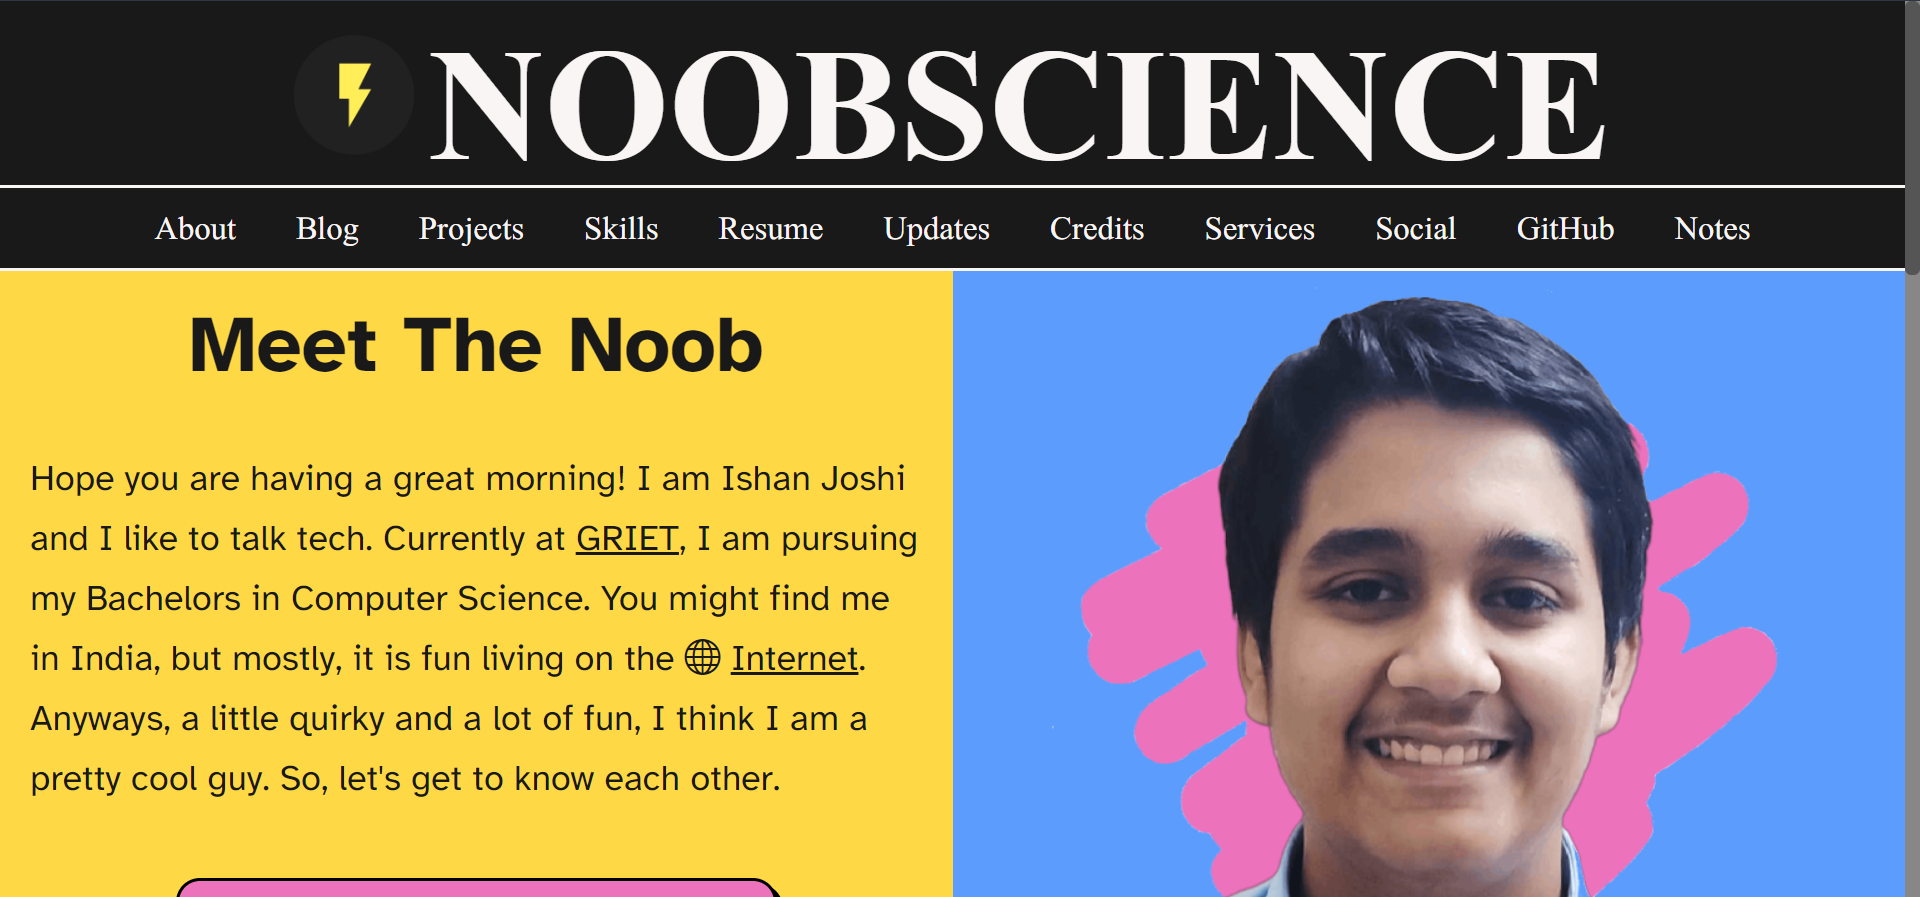 NOOBSCIENCE
About Blog Projects Skills Resume Updates Credits Services Social GitHub Notes
Meet The Noob
Hope you are having a great morning! I am Ishan Joshi
and I like to talk tech. Currently at GRIET, I am pursuing
my Bachelors in Computer Science. You might find me
in India, but mostly, it is fun living on the Internet.
Anyways, a little quirky and a lot of fun, I think I am a
pretty cool guy. So, let's get to know each other.